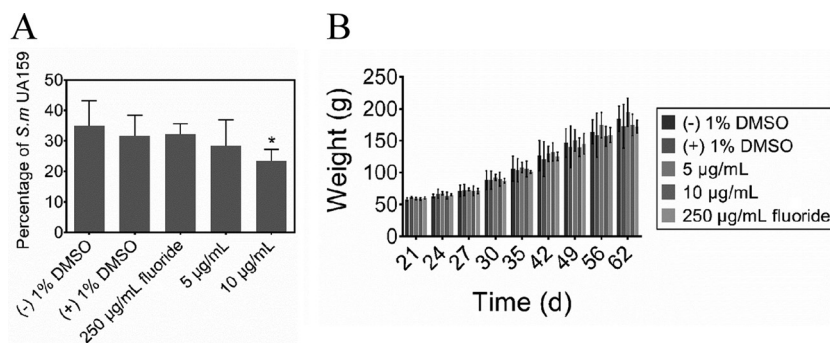 A
Percentage of S.m UA159
50
40
30
20
10
0
*
(-) 1% DMSO
(+) 1% DMSO
250 µg/mL fluoride
5 µg/mL
10 µg/mL
B
Weight (g)
250
200
150
100
50
0
21
24
27
30
35
42
49
56
62
Time (d)
(-) 1% DMSO
(+) 1% DMSO
5 µg/mL
10 µg/mL
250 µg/mL fluoride